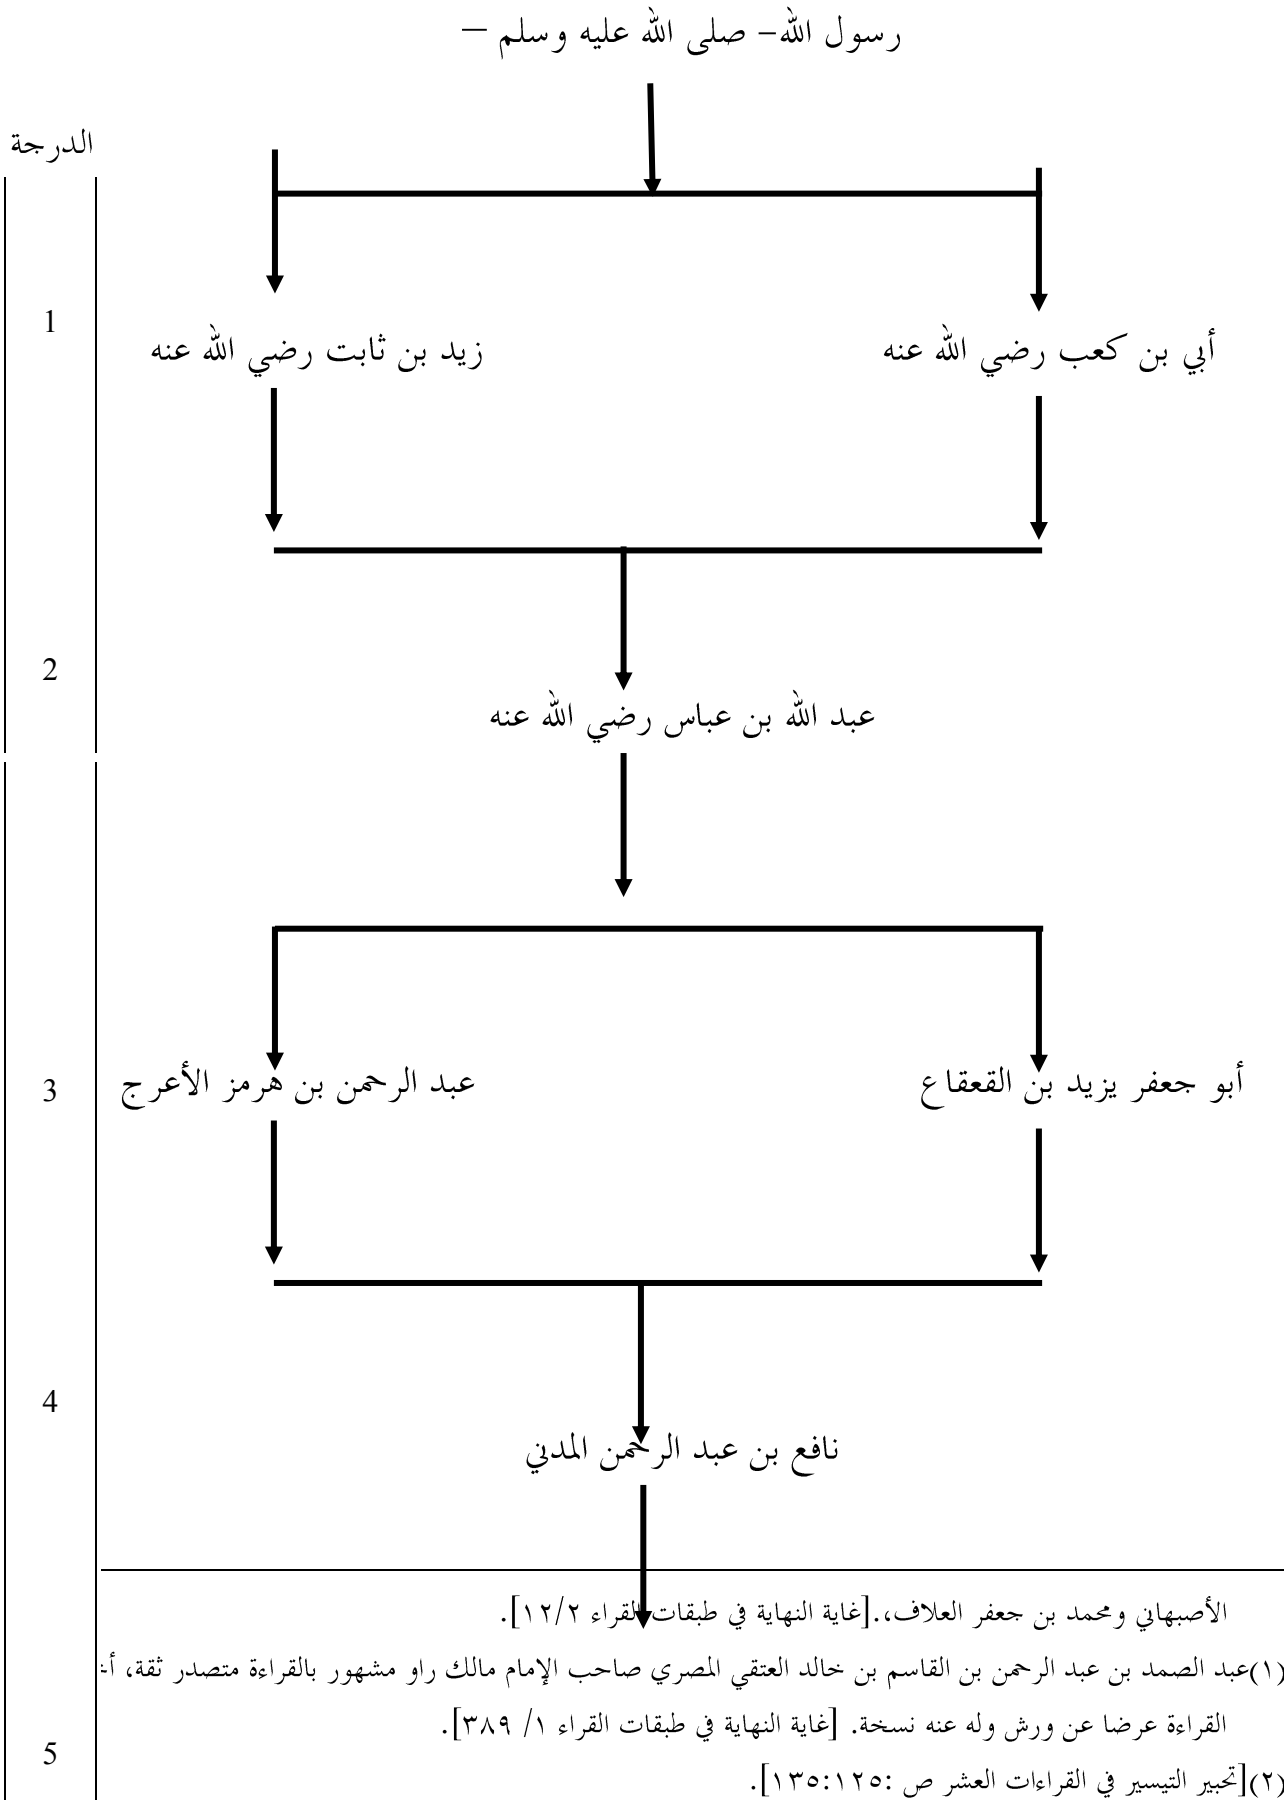 رسول الله– صلى الله عليه وسلم –
الدرجة
1
أبي بن كعب رضي الله عنه
زيد بن ثابت رضي الله عنه
2
عبد الله بن عباس رضي الله عنه
3
أبو جعفر يزيد بن القعقاع
عبد الرحمن بن هرمز الأعرج
4
نافع بن عبد الرحمن المدني
الأصبهاني ومحمد بن جعفر العلاف،.[غاية النهاية في طبقات القراء ١٢/٢].
(١)عبد الصمد بن عبد الرحمن بن القاسم بن خالد العتقي المصري صاحب الإمام مالك راو مشهور بالقراءة متصدر ثقة،
القراءة عرضا عن ورش وله عنه نسخة. [غاية النهاية في طبقات القراء ١/ ٣٨٩].
5
(٢)[تحبير التيسير في القراءات العشر ص :١٣٥:١٢٥].